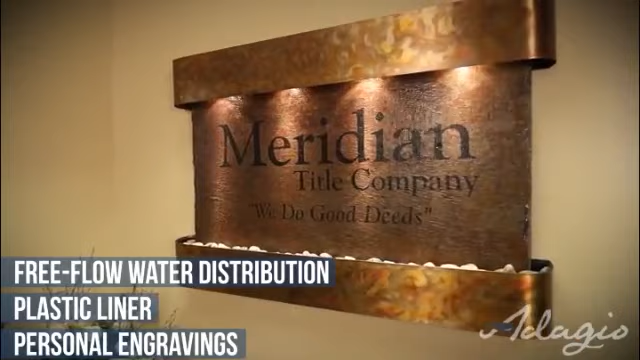 Meridian
Title Company
"We Do Good Deeds"
FREE-FLOW WATER DISTRIBUTION
PLASTIC LINER
PERSONAL ENGRAVINGS
Adagio